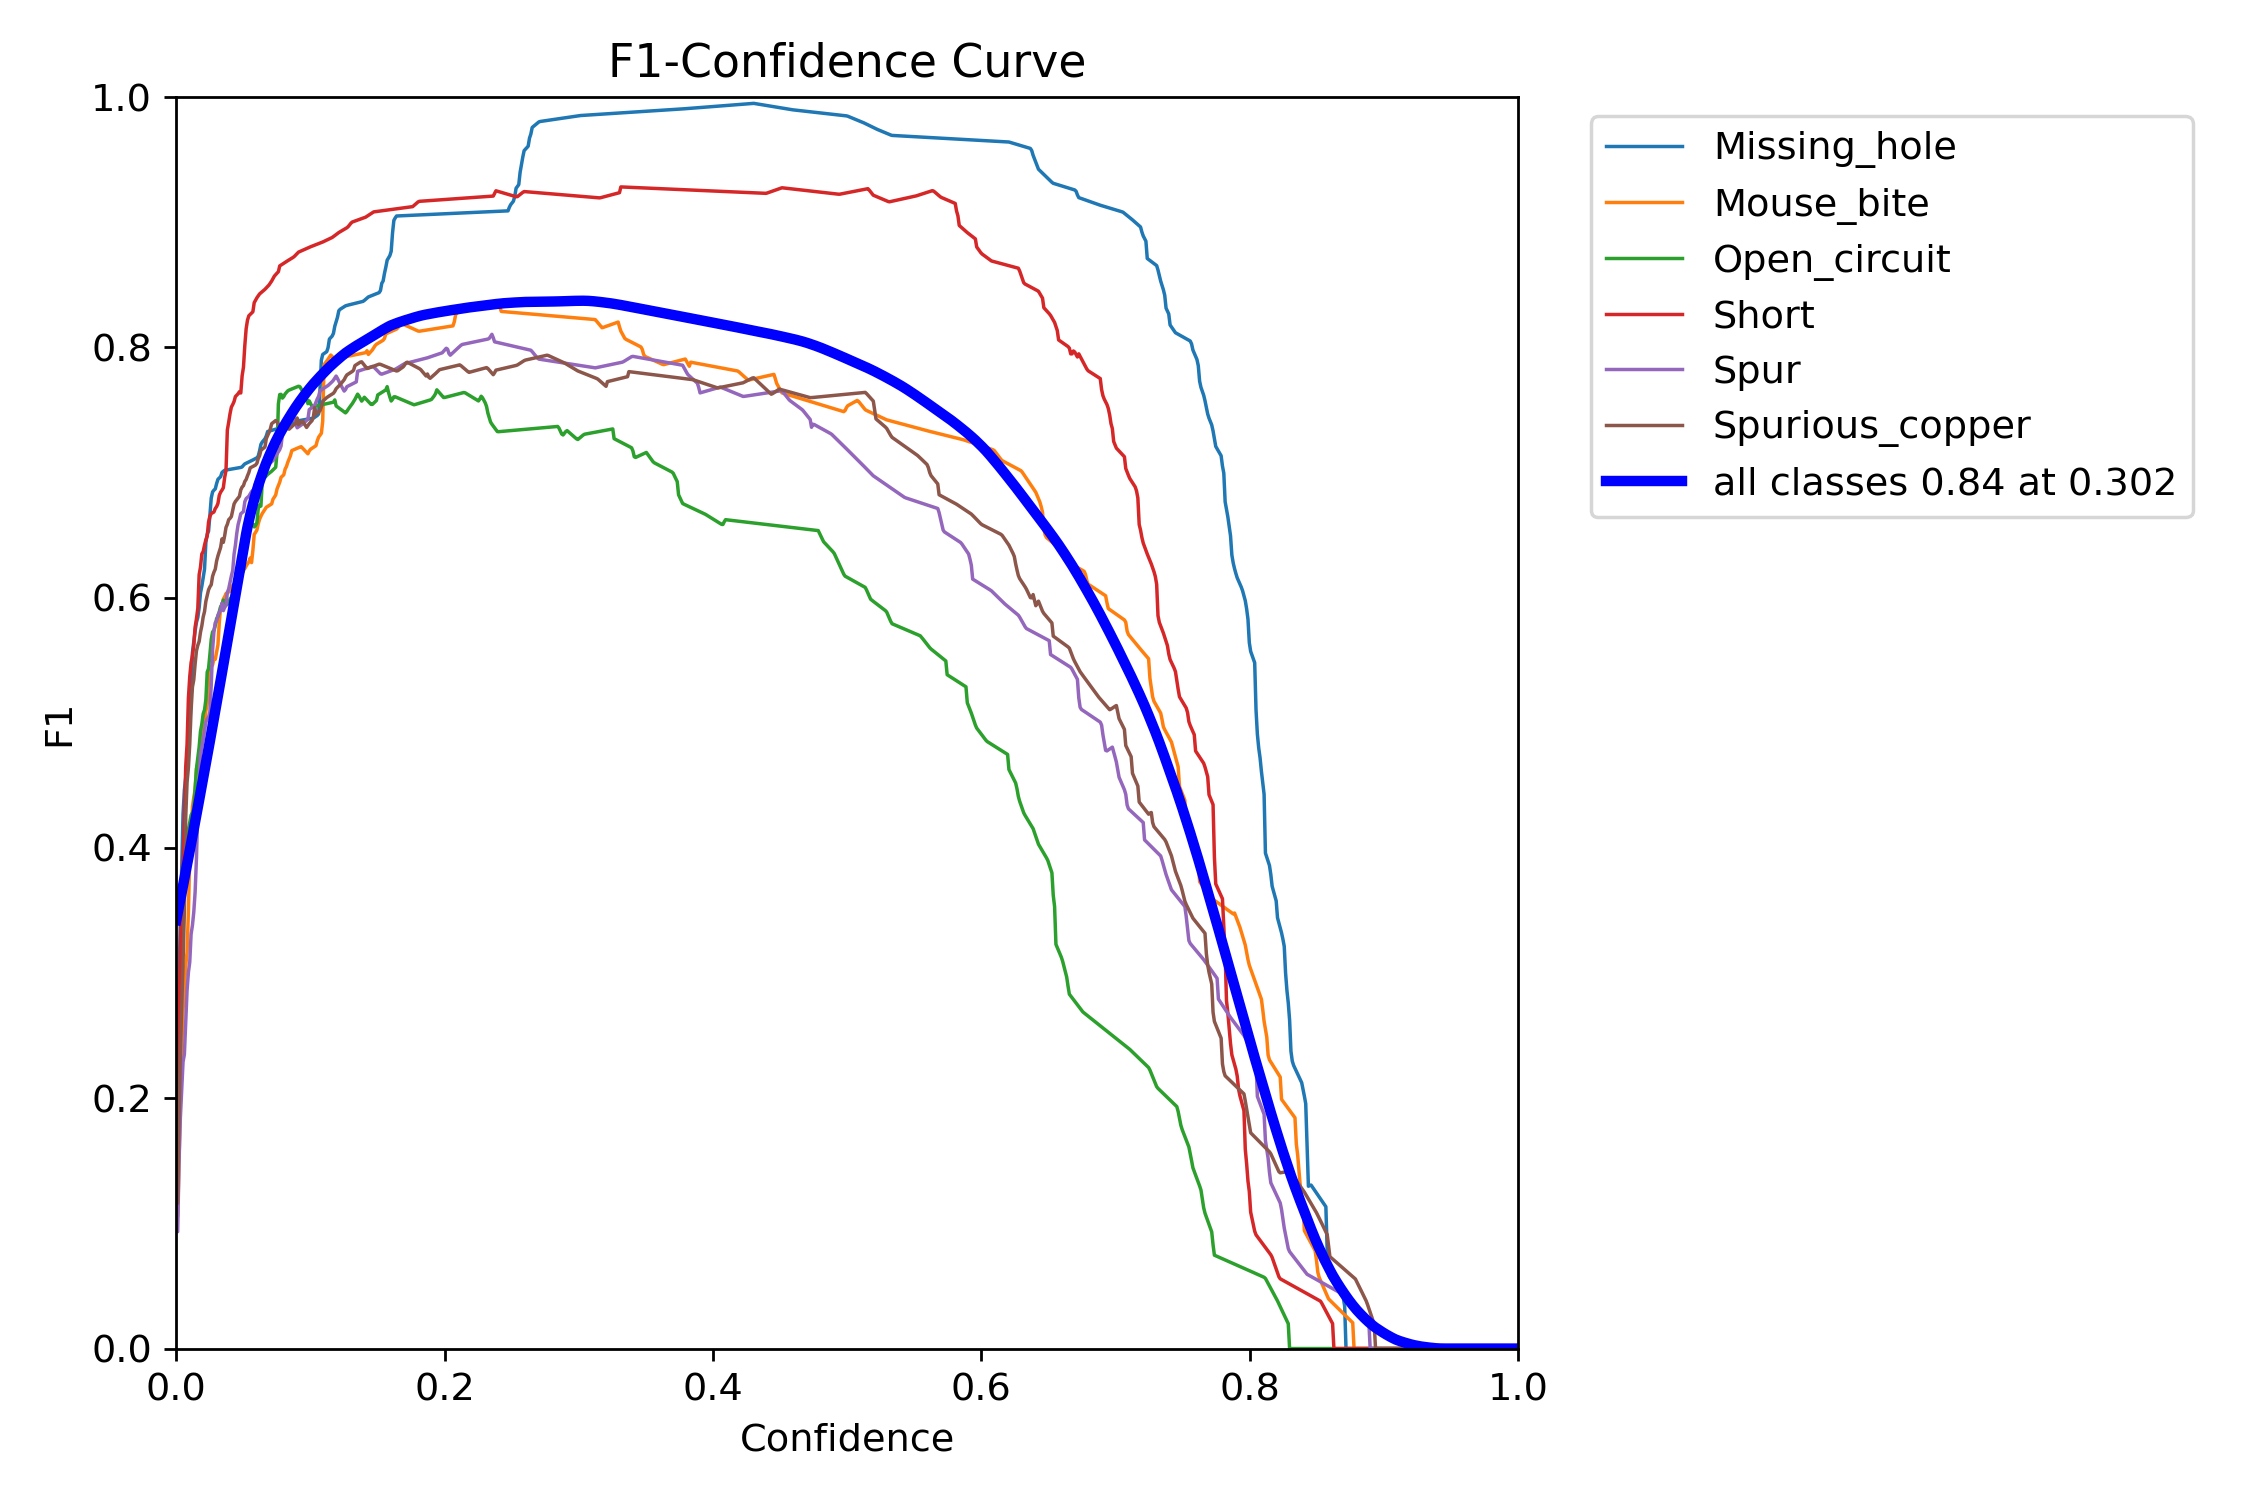 F1-Confidence Curve
1.0
0.8
0.6
0.4
0.2
0.0
F1
0.0 0.2 0.4 0.6 0.8 1.0
Confidence
Missing_hole
Mouse_bite
Open_circuit
Short
Spur
Spurious_copper
all classes 0.84 at 0.302